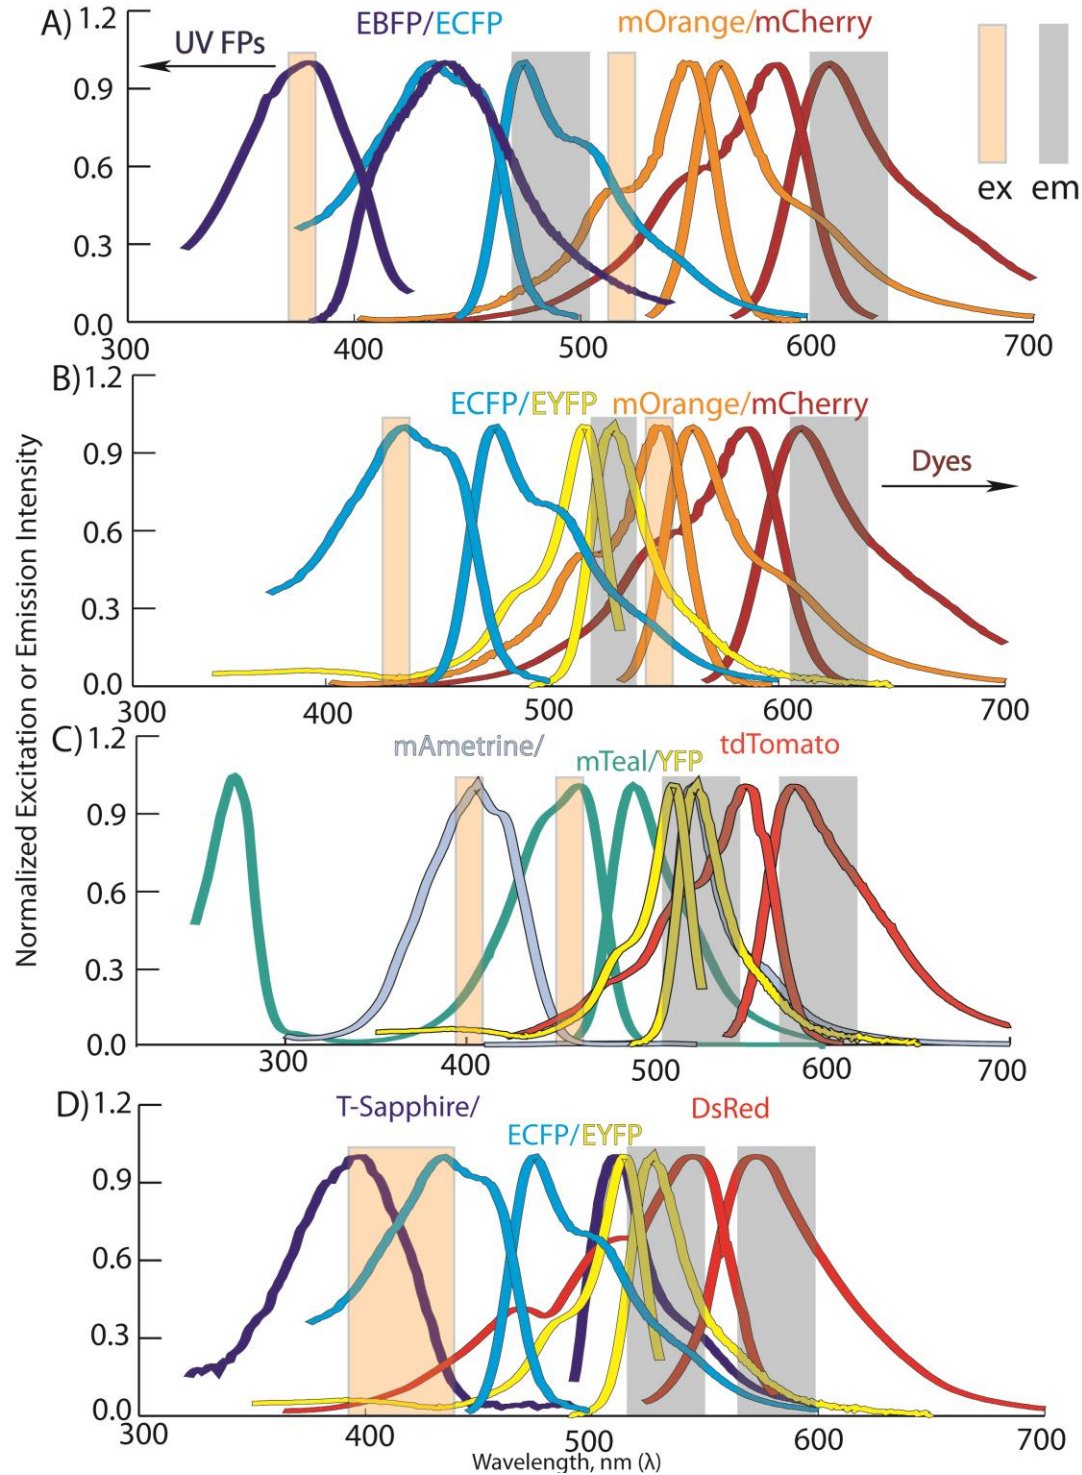 A) 1.2
EBFP/ECFP
mOrange/mCherry
UV FPs
0.9
0.6
0.3
0.0
ex em
300 400 500 600 700
B) 1.2
ECFP/EYFP mOrange/mCherry
0.9
Dyes
0.6
0.3
0.0
300 400 500 600 700
C) 1.2
mAmetrine/
mTeal/YFP
tdTomato
0.9
0.6
0.3
0.0
300 400 500 600 700
D) 1.2
T-Sapphire/
ECFP/EYFP
DsRed
0.9
0.6
0.3
0.0
300 400 500 600 700
Wavelength, nm (λ)
Normalized Excitation or Emission Intensity